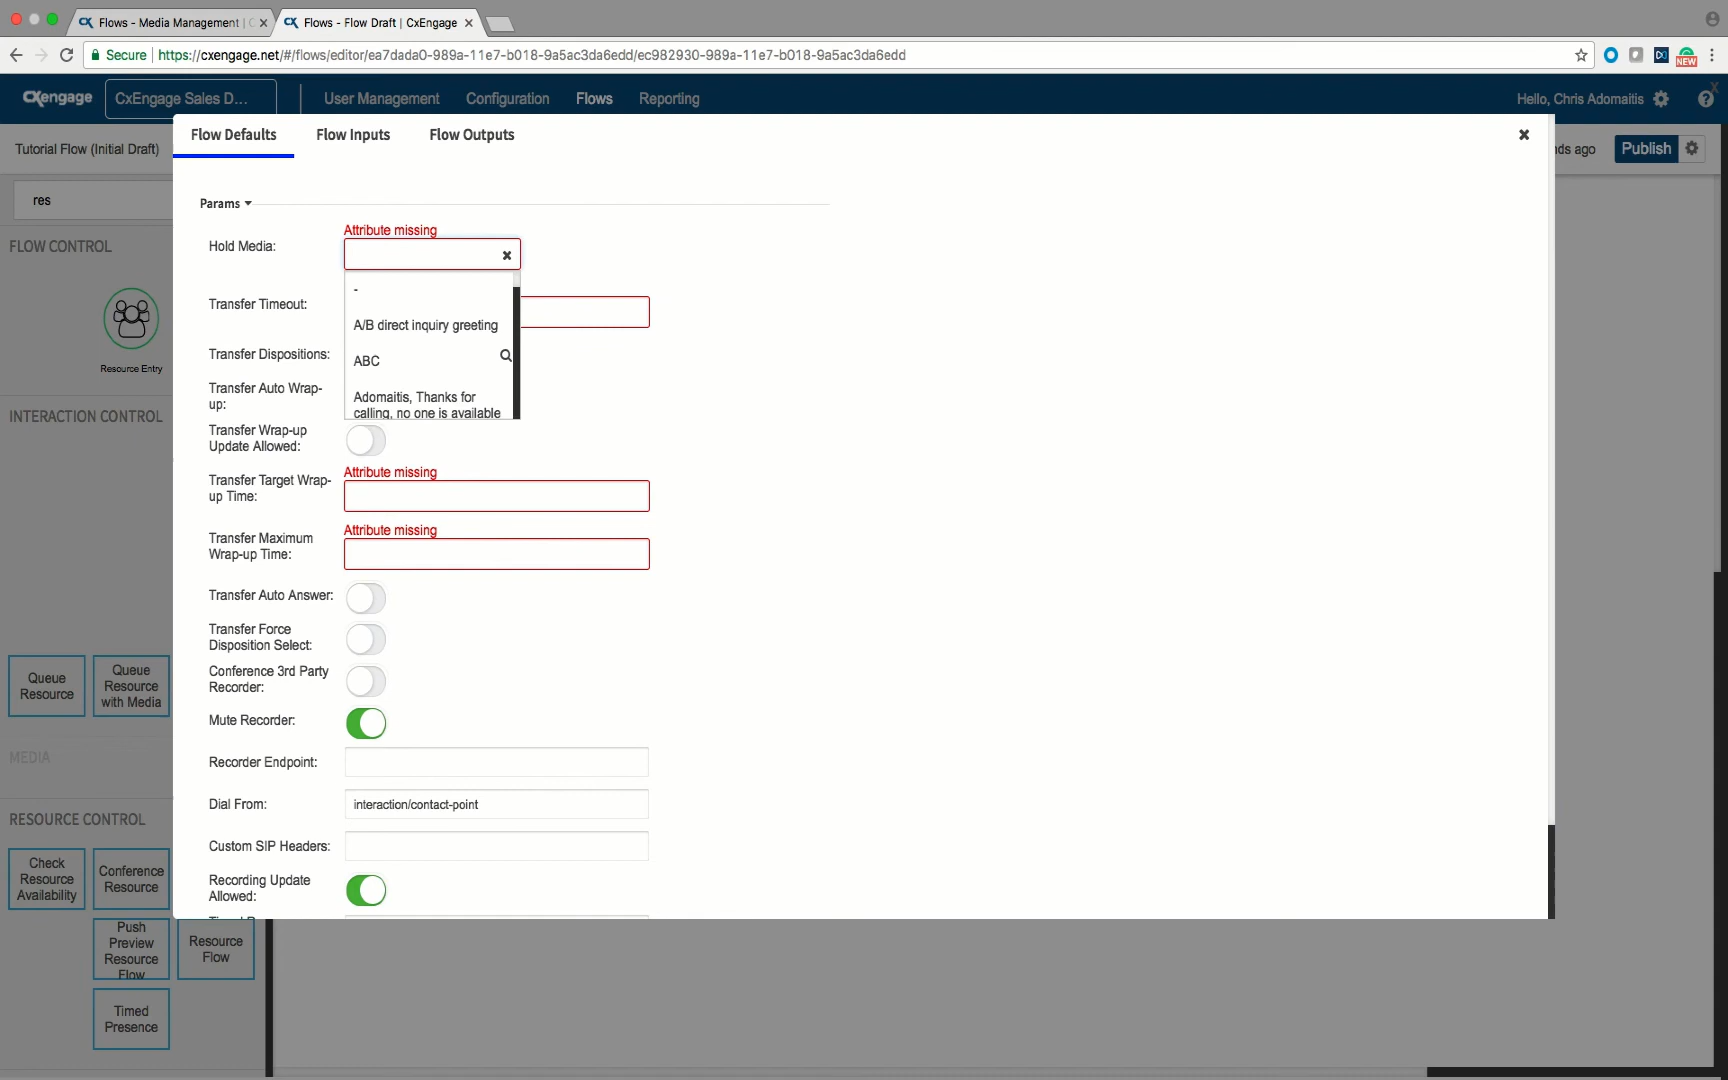 Flows - Media Management | C
Flows - Flow Draft | CxEngage
Secure
https://cxengage.net/#/flows/editor/ea7dada0-989a-11e7-b018-9a5ac3da6edd/ec982930-989a-11e7-b018-9a5ac3da6edd
NEW
CXengage
CxEngage Sales D...
User Management
Configuration
Flows
Reporting
Hello, Chris Adomaitis
Tutorial Flow (Initial Draft)
Flow Defaults
Flow Inputs
Flow Outputs
nds ago
Publish
res
FLOW CONTROL
Resource Entry
INTERACTION CONTROL
Queue
Resource
Queue
Resource
with Media
MEDIA
RESOURCE CONTROL
Check
Resource
Availability
Conference
Resource
Push
Preview
Resource
Flow
Resource
Flow
Timed
Presence
Params
Hold Media:
Attribute missing
-
A/B direct inquiry greeting
ABC
Adomaitis, Thanks for
calling, no one is available
Transfer Timeout:
Transfer Dispositions:
Transfer Auto Wrap-
up:
Transfer Wrap-up
Update Allowed:
Transfer Target Wrap-
up Time:
Attribute missing
Transfer Maximum
Wrap-up Time:
Attribute missing
Transfer Auto Answer:
Transfer Force
Disposition Select:
Conference 3rd Party
Recorder:
Mute Recorder:
Recorder Endpoint:
Dial From:
interaction/contact-point
Custom SIP Headers:
Recording Update
Allowed: